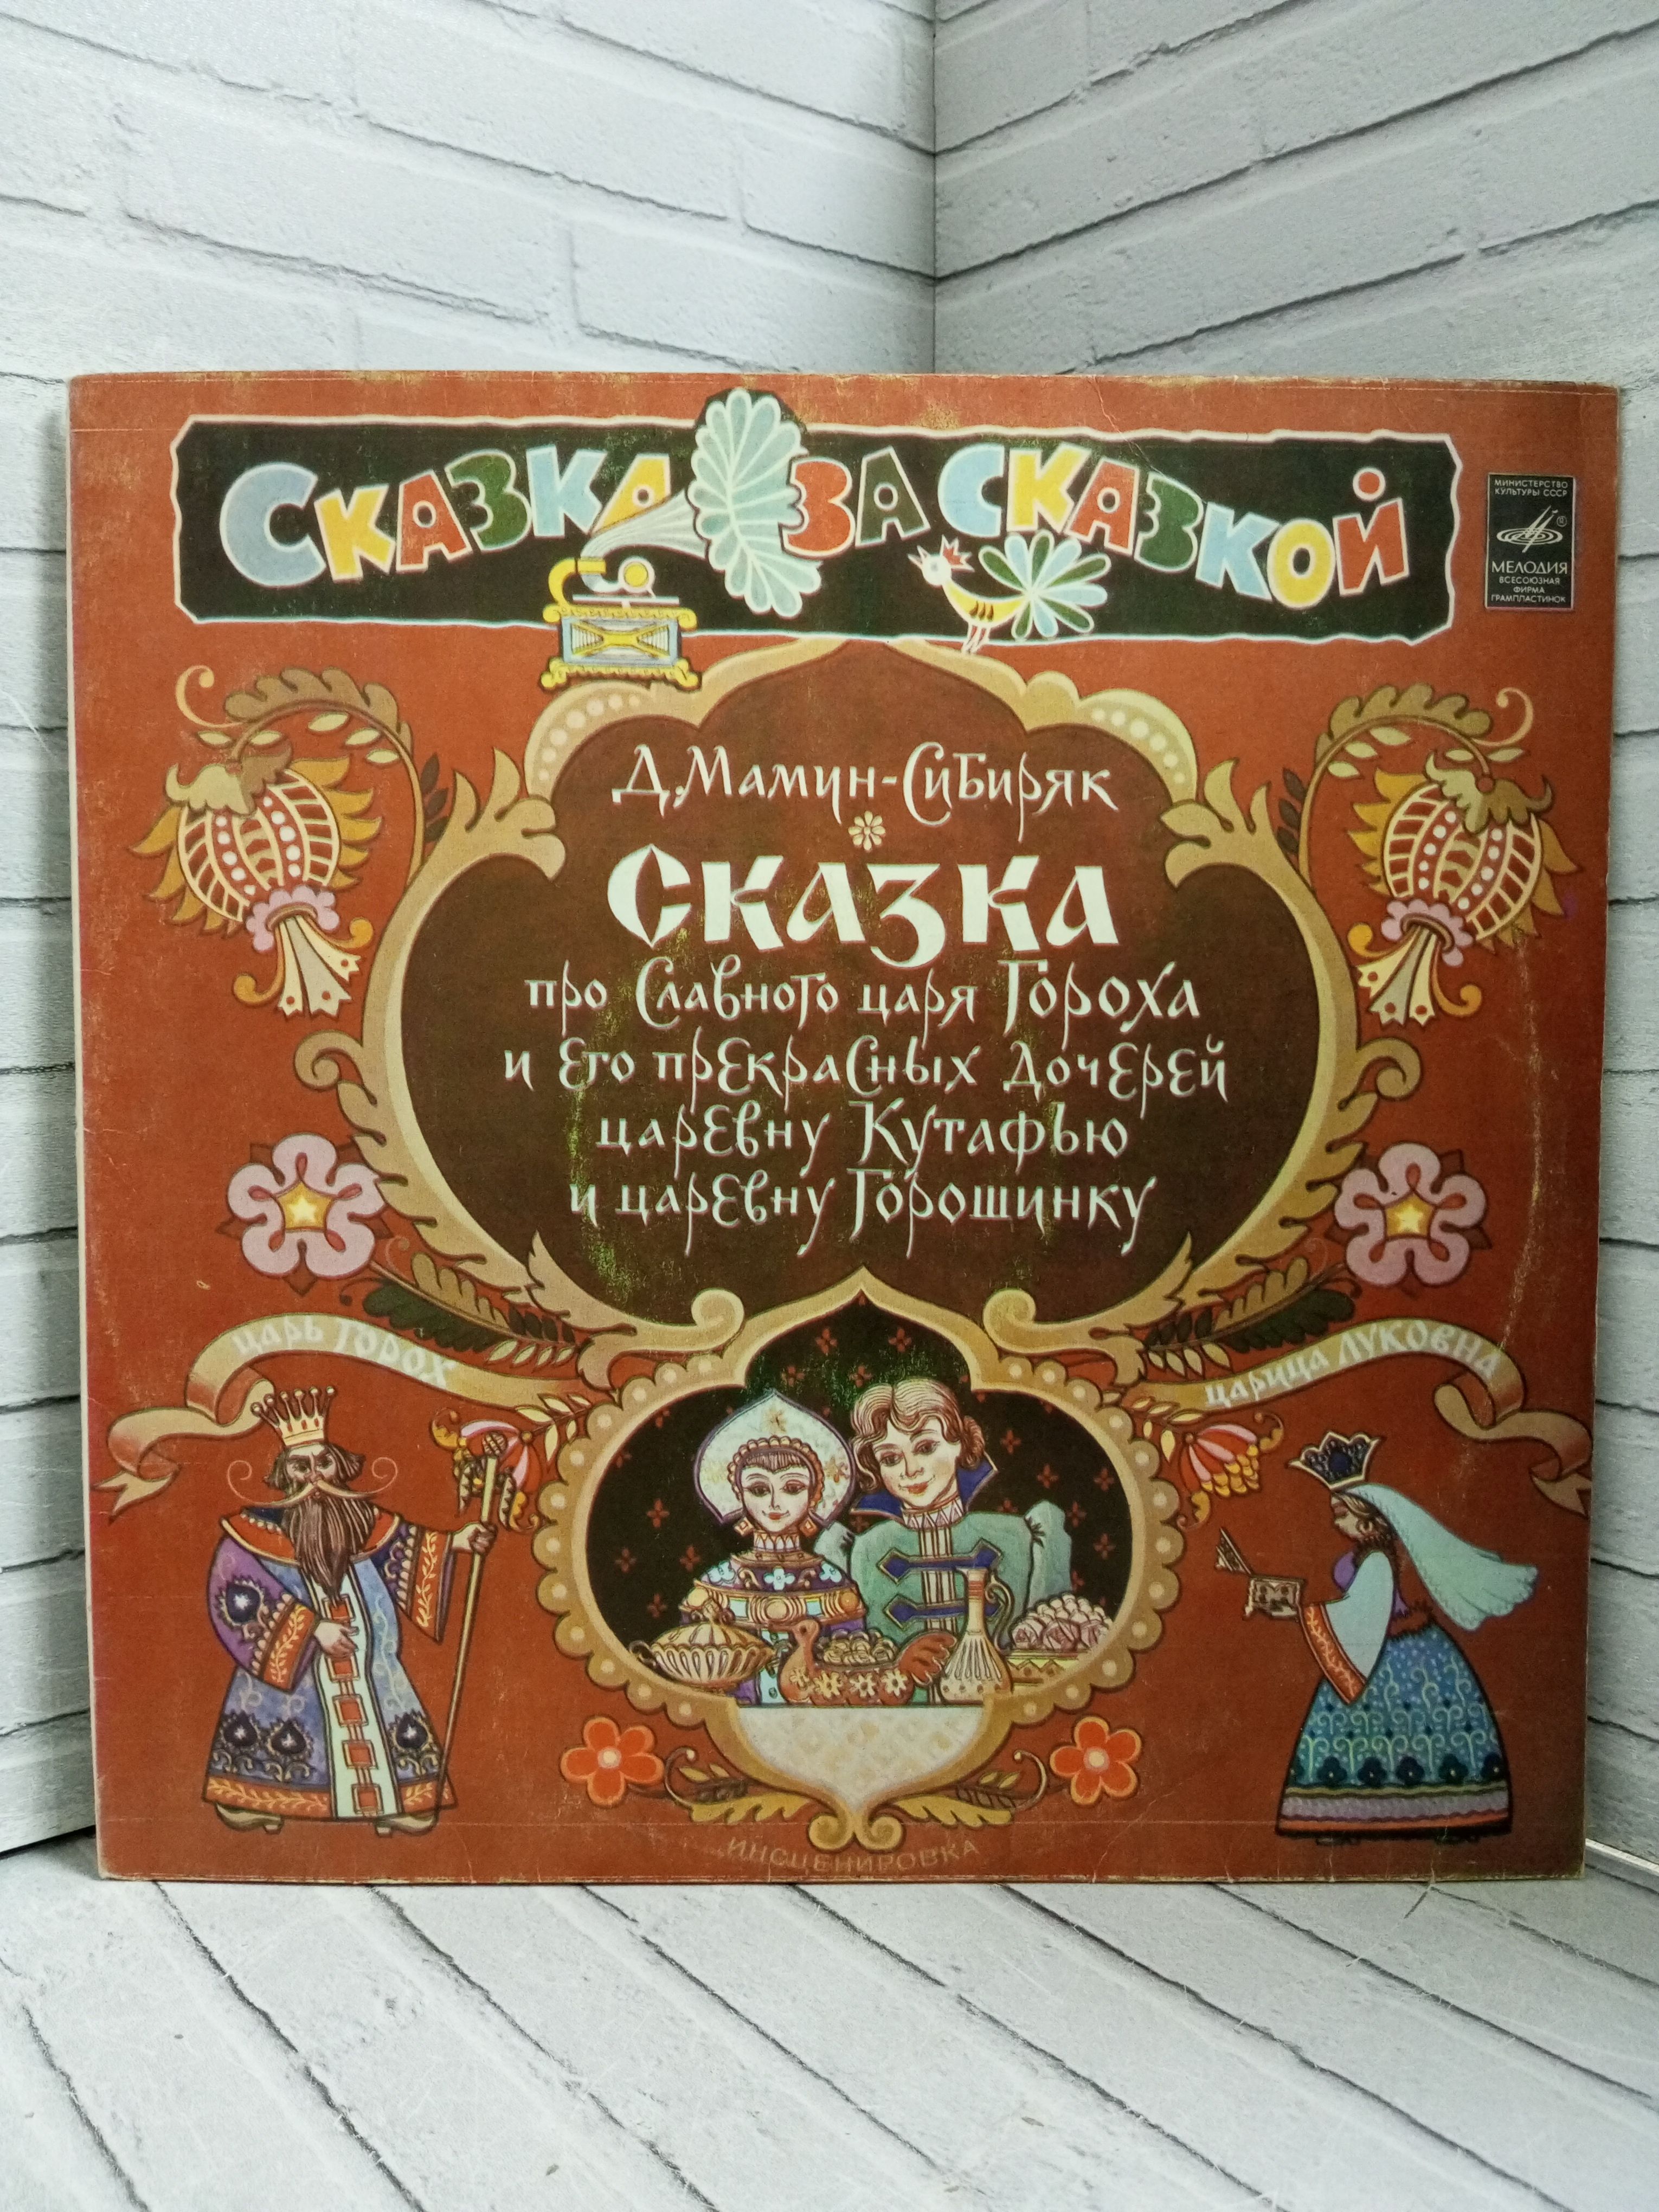 Сказка за сказкой
МИНИСТЕРСТВО
КУЛЬТУРЫ СССР
МЕЛОДИЯ
ВСЕСОЮЗНАЯ
ФИРМА
ГРАМПЛАСТИНОК
Д. Мамин-Сибиряк
Сказка
про Славного царя Гороха
и его прекрасных дочерей
царевну Кутафью
и царевну Горошинку
царь Горох
царица Луковна
ИНСЦЕНИРОВКА